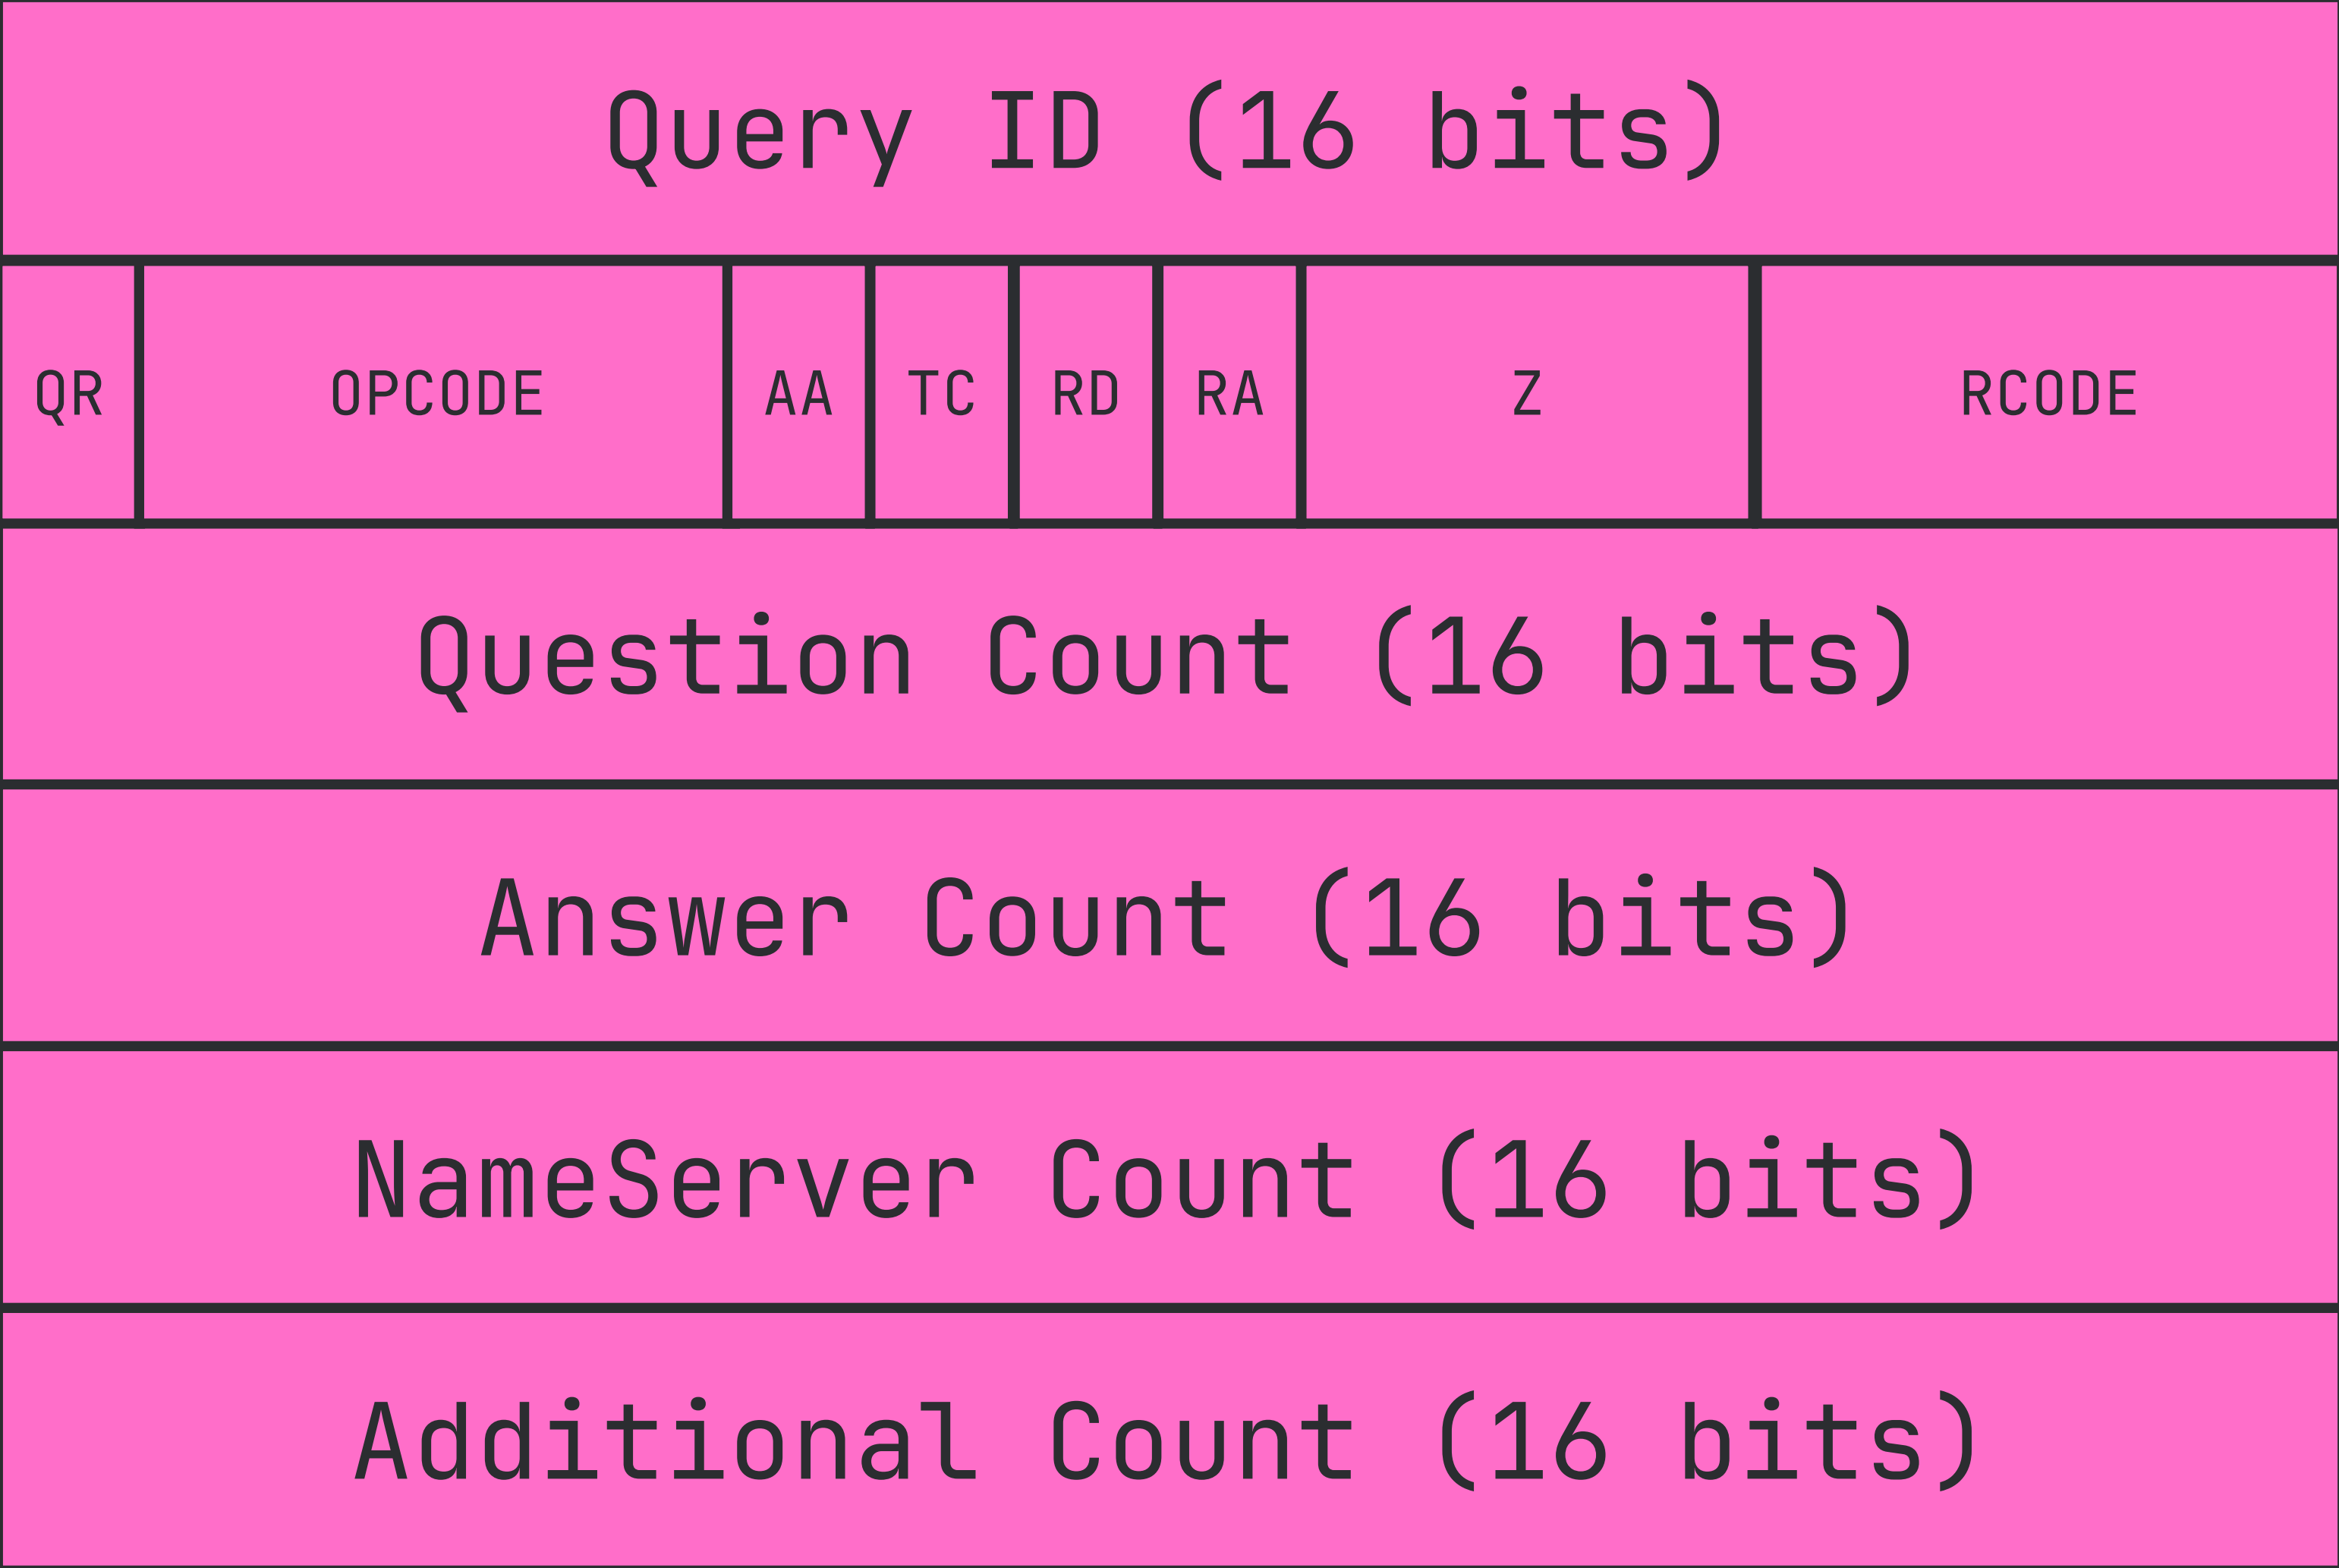 Query ID (16 bits)
QR OPCODE AA TC RD RA Z RCODE
Question Count (16 bits)
Answer Count (16 bits)
NameServer Count (16 bits)
Additional Count (16 bits)